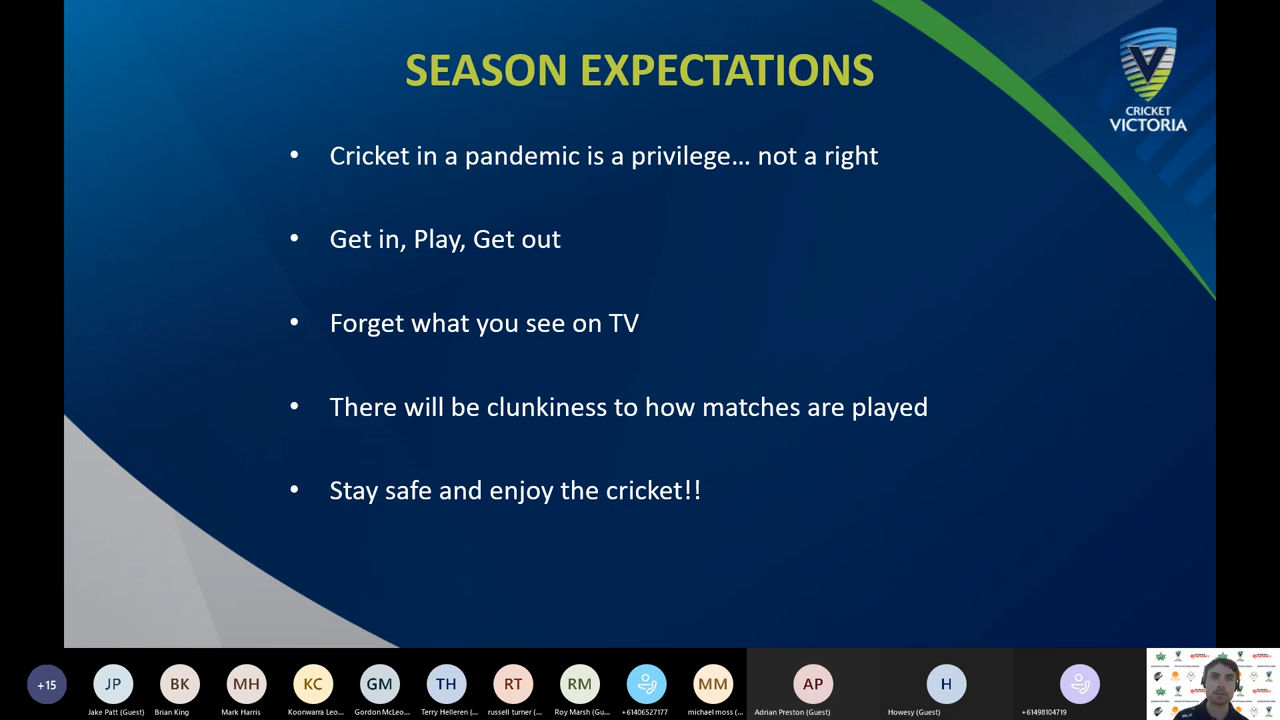 SEASON EXPECTATIONS
CRICKET
VICTORIA
• Cricket in a pandemic is a privilege... not a right
• Get in, Play, Get out
• Forget what you see on TV
• There will be clunkiness to how matches are played
• Stay safe and enjoy the cricket!!
+15
JP
BK
MH
KC
GM
TH
RT
RM
MM
AP
H
Jake Patt (Guest)
Brian King
Mark Harris
Koonwarra Leo...
Gordon McLeo...
Terry Helleren (...
russell turner (...
Roy Marsh (Gu...
+61406527177
michael moss (...
Adrian Preston (Guest)
Howesy (Guest)
+61498104719